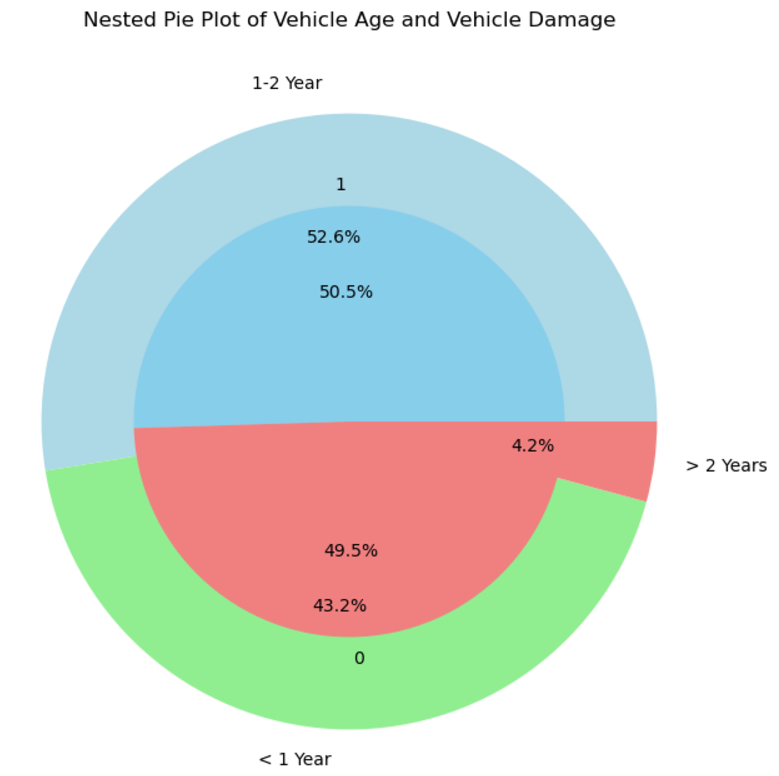 Nested Pie Plot of Vehicle Age and Vehicle Damage
1-2 Year
1
52.6%
50.5%
4.2%
> 2 Years
49.5%
43.2%
0
< 1 Year